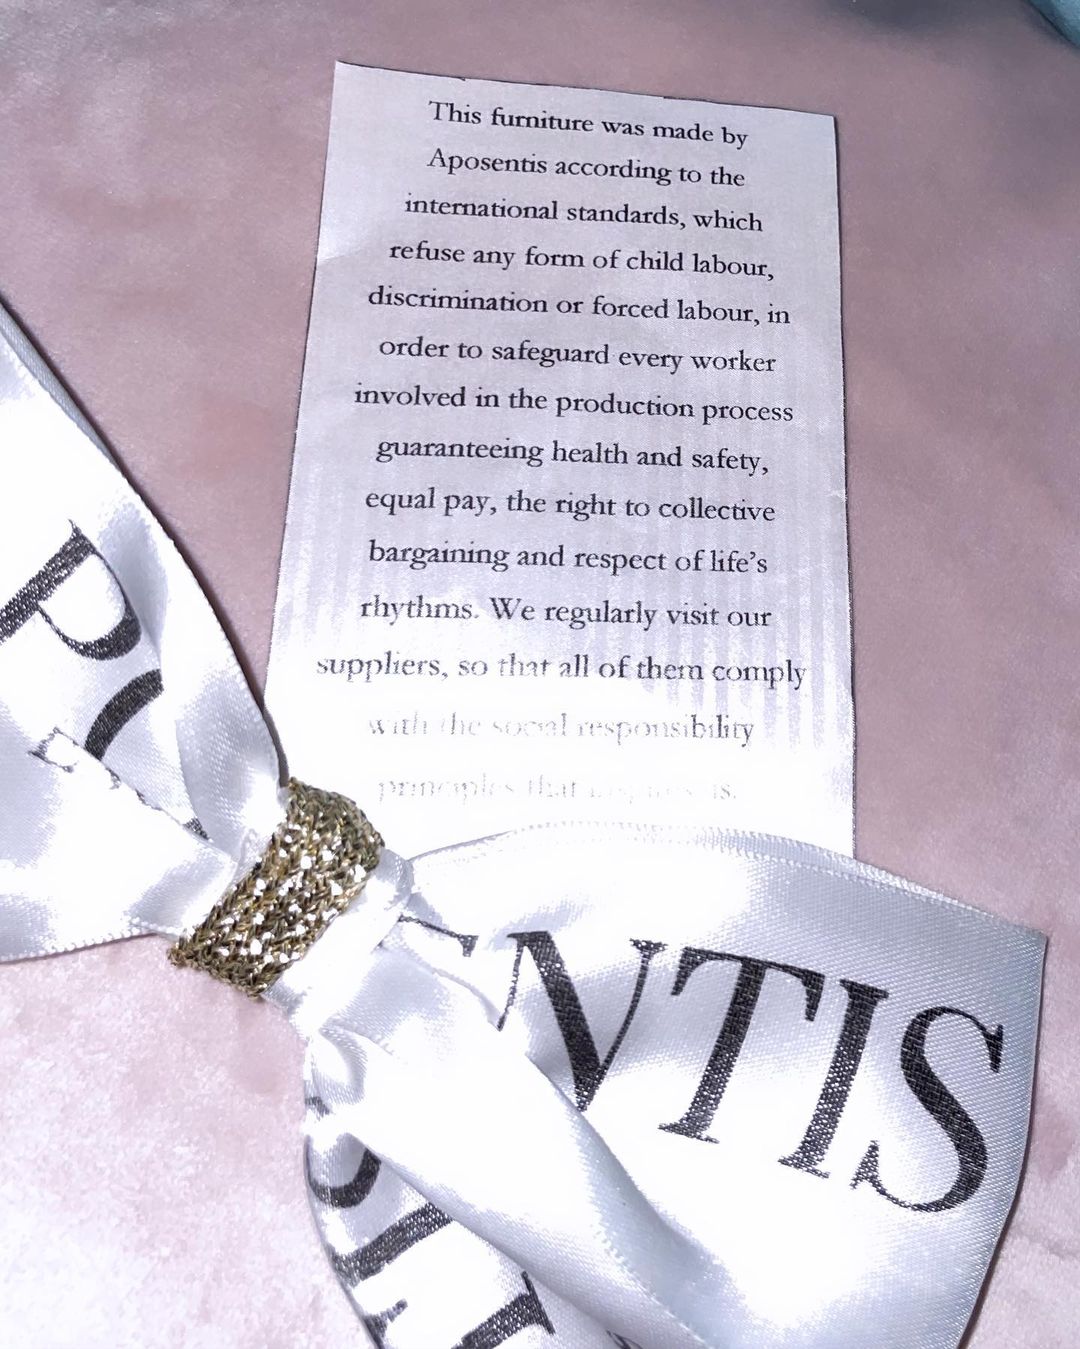 This furniture was made by
Aposentis according to the
international standards, which
refuse any form of child labour,
discrimination or forced labour, in
order to safeguard every worker
involved in the production process
guaranteeing health and safety,
equal pay, the right to collective
bargaining and respect of life's
rhythms. We regularly visit our
suppliers, so that all of them comply
with the social responsibility
principles that
NTIS